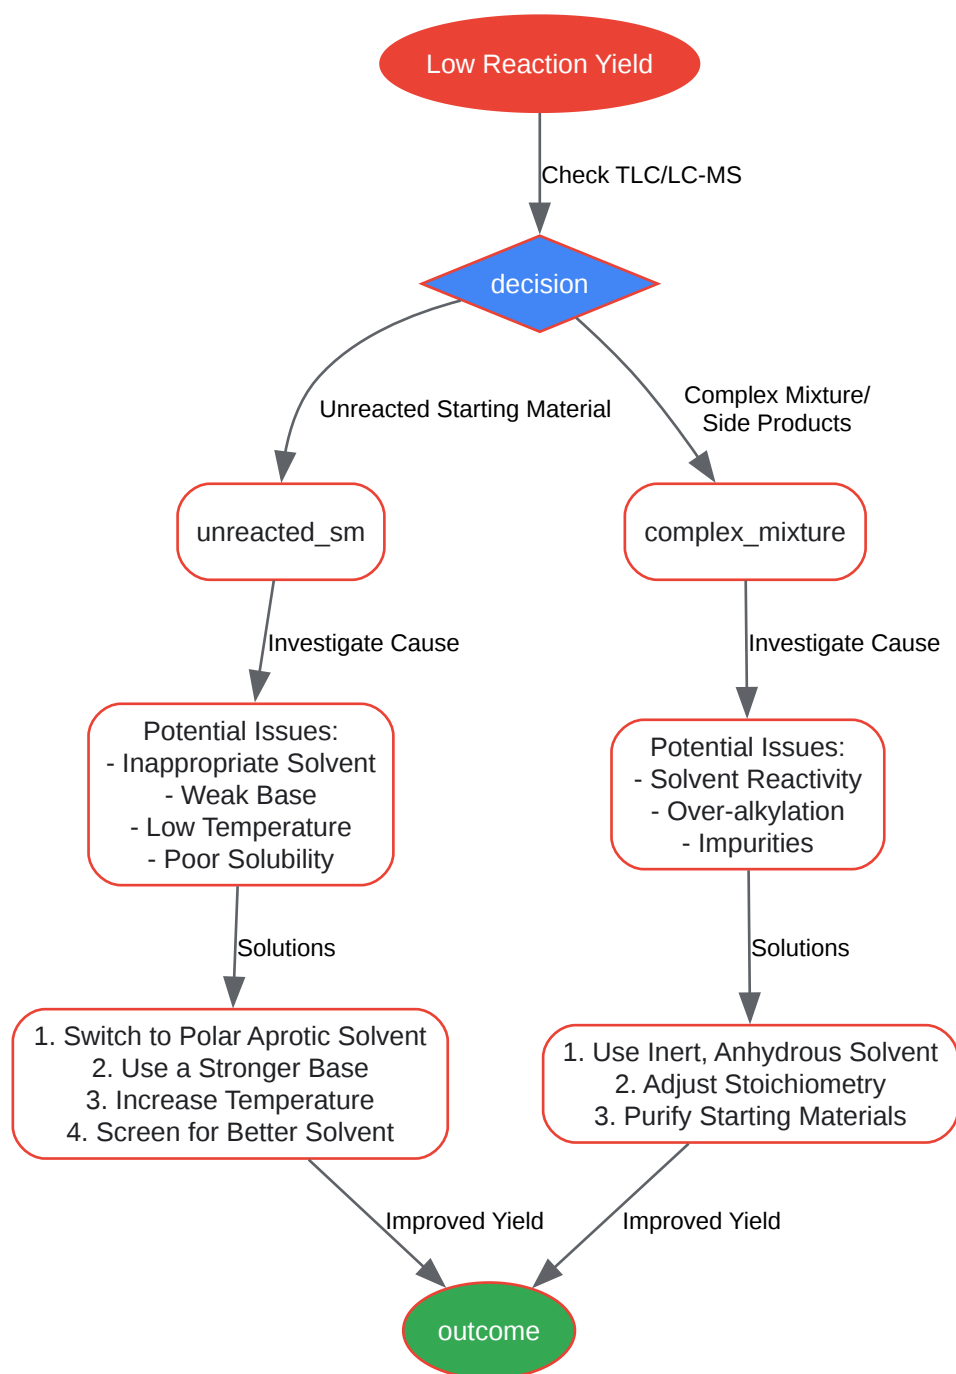 Low Reaction Yield
Check TLC/LC-MS
decision
Unreacted Starting Material
Complex Mixture/
Side Products
unreacted_sm
complex_mixture
Investigate Cause
Investigate Cause
Potential Issues:
- Inappropriate Solvent
- Weak Base
- Low Temperature
- Poor Solubility
Potential Issues:
- Solvent Reactivity
- Over-alkylation
- Impurities
Solutions
Solutions
1. Switch to Polar Aprotic Solvent
2. Use a Stronger Base
3. Increase Temperature
4. Screen for Better Solvent
1. Use Inert, Anhydrous Solvent
2. Adjust Stoichiometry
3. Purify Starting Materials
Improved Yield
Improved Yield
outcome